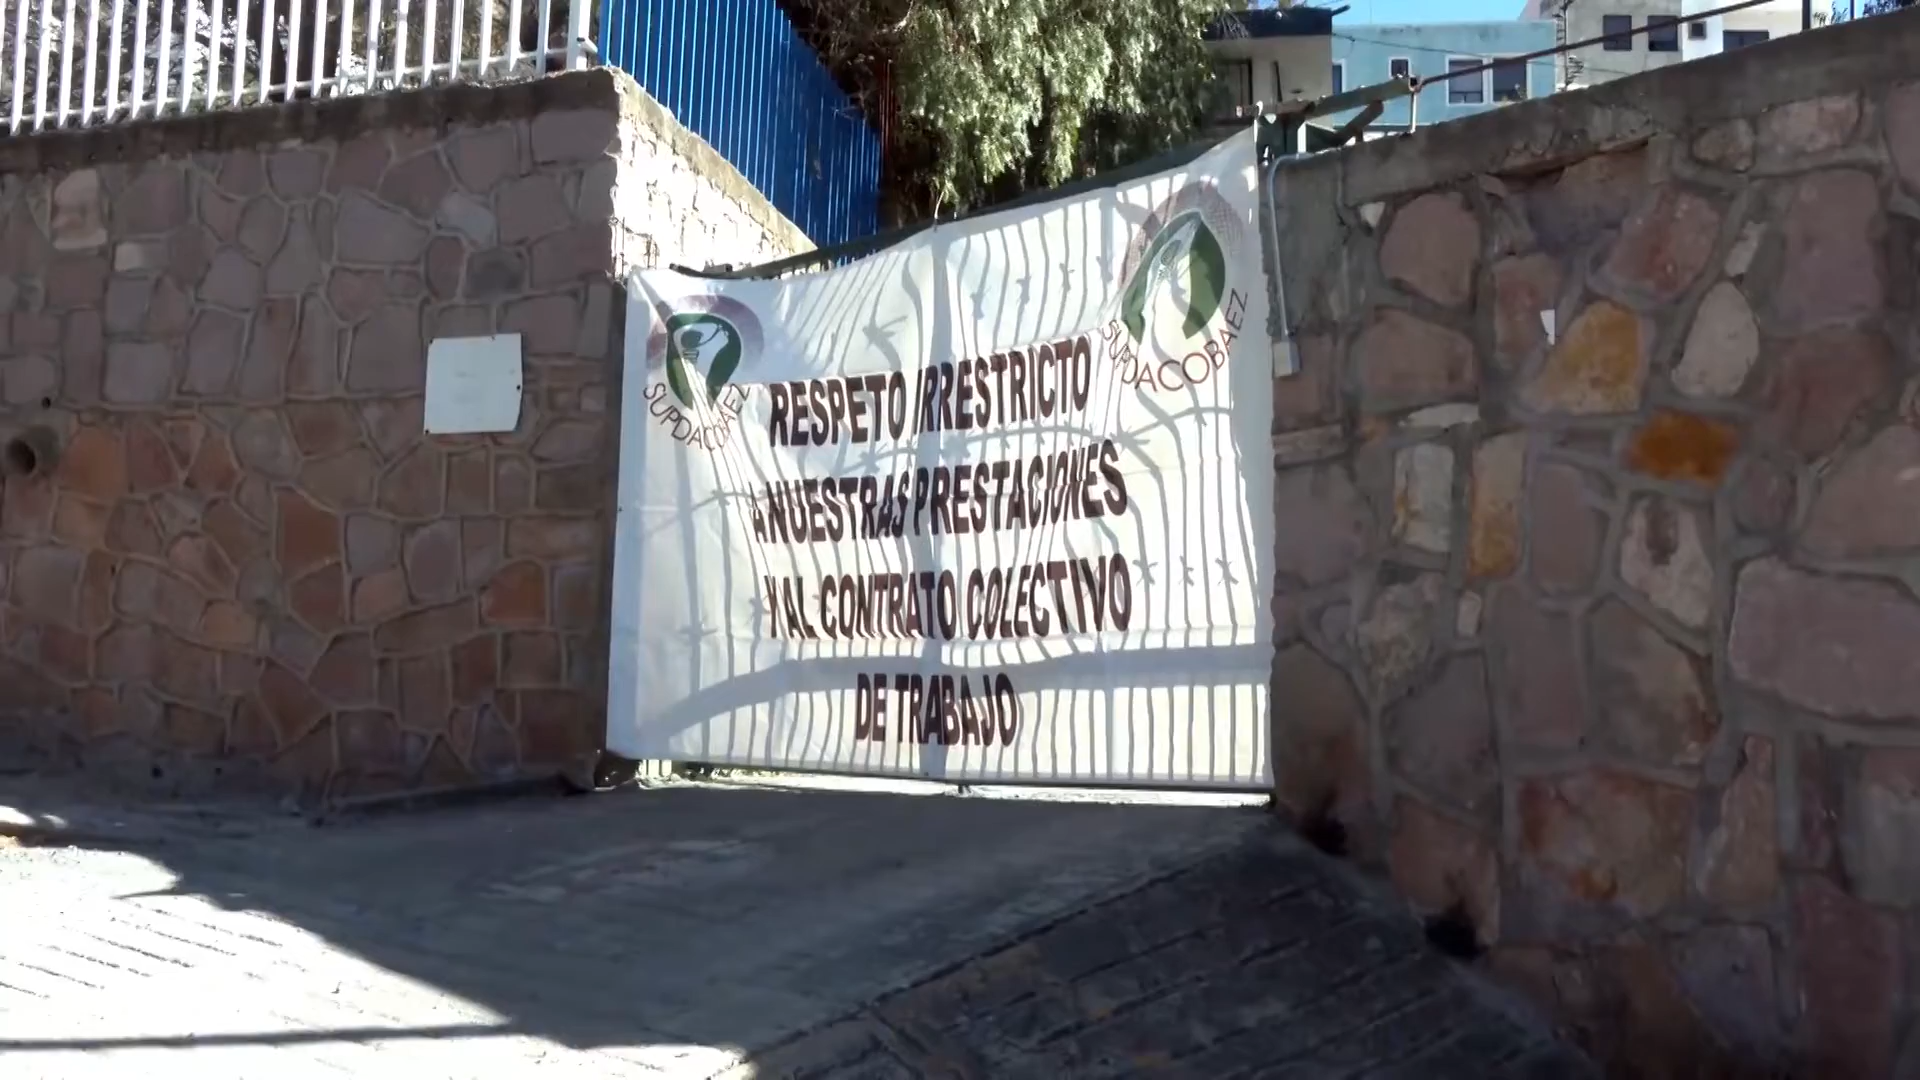 SUPDACOBAEZ
SUPDACOBAEZ
RESPETO IRRESTRICTO
A NUESTRAS PRESTACIONES
Y AL CONTRATO COLECTIVO
DE TRABAJO